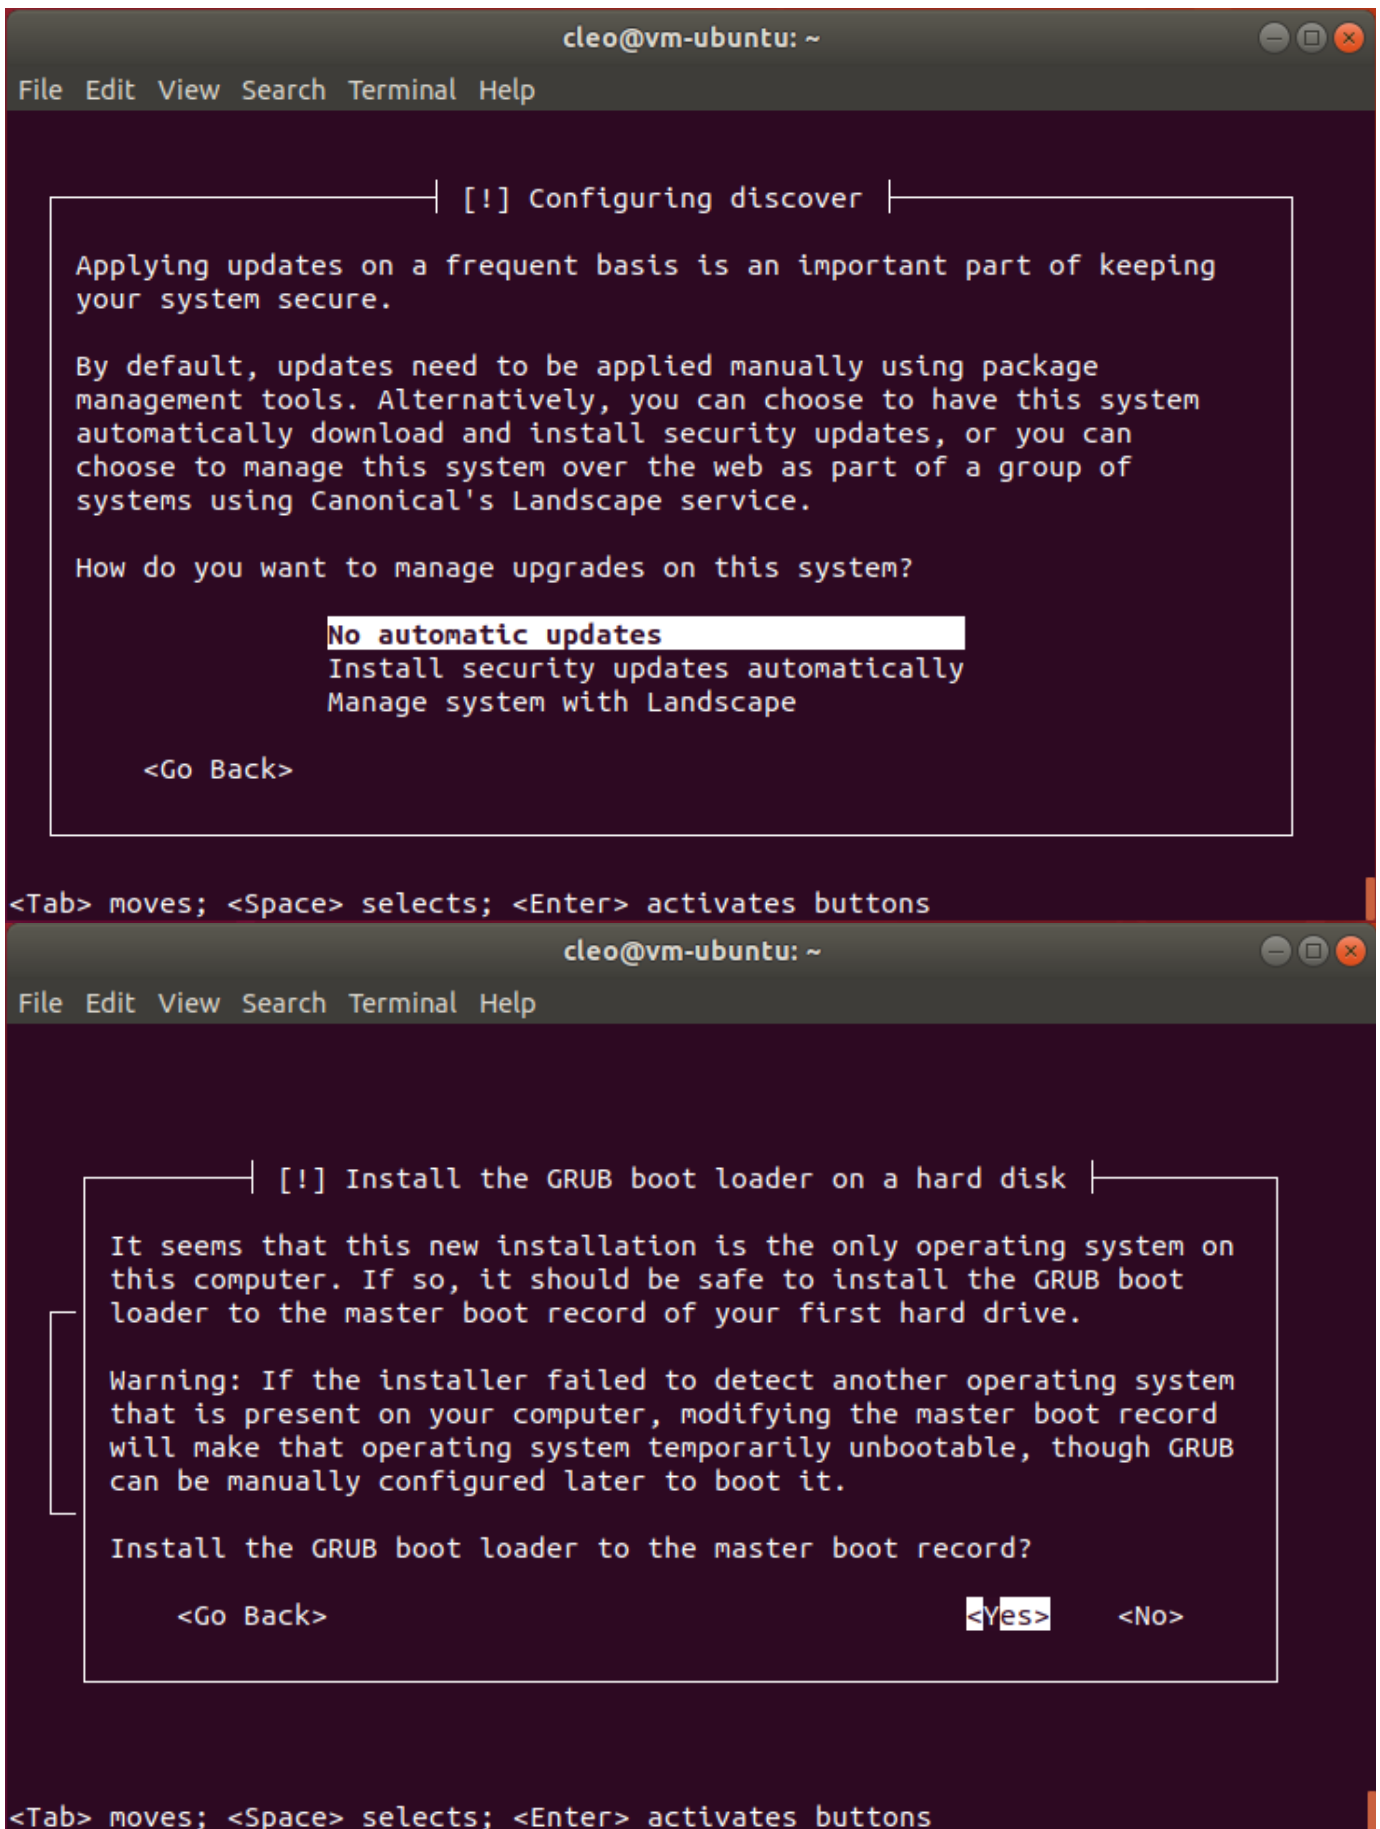 cleo@vm-ubuntu: ~
File Edit View Search Terminal Help
[!] Configuring discover
Applying updates on a frequent basis is an important part of keeping
your system secure.
By default, updates need to be applied manually using package
management tools. Alternatively, you can choose to have this system
automatically download and install security updates, or you can
choose to manage this system over the web as part of a group of
systems using Canonical's Landscape service.
How do you want to manage upgrades on this system?
No automatic updates
Install security updates automatically
Manage system with Landscape
<Go Back>
<Tab> moves; <Space> selects; <Enter> activates buttons
cleo@vm-ubuntu: ~
File Edit View Search Terminal Help
[!] Install the GRUB boot loader on a hard disk
It seems that this new installation is the only operating system on
this computer. If so, it should be safe to install the GRUB boot
loader to the master boot record of your first hard drive.
Warning: If the installer failed to detect another operating system
that is present on your computer, modifying the master boot record
will make that operating system temporarily unbootable, though GRUB
can be manually configured later to boot it.
Install the GRUB boot loader to the master boot record?
<Go Back> <Yes> <No>
<Tab> moves; <Space> selects; <Enter> activates buttons